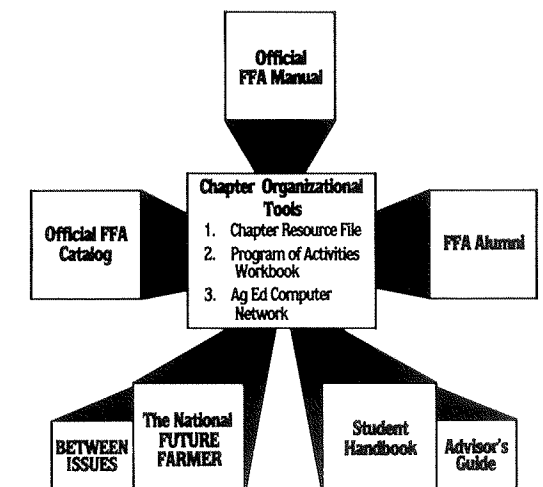 Official
FFA Manual
Chapter Organizational
Tools
1. Chapter Resource File
2. Program of Activities
Workbook
3. Ag Ed Computer
Network
Official FFA
Catalog
FFA Alumni
BETWEEN
ISSUES
The National
FUTURE
FARMER
Student
Handbook
Advisor's
Guide